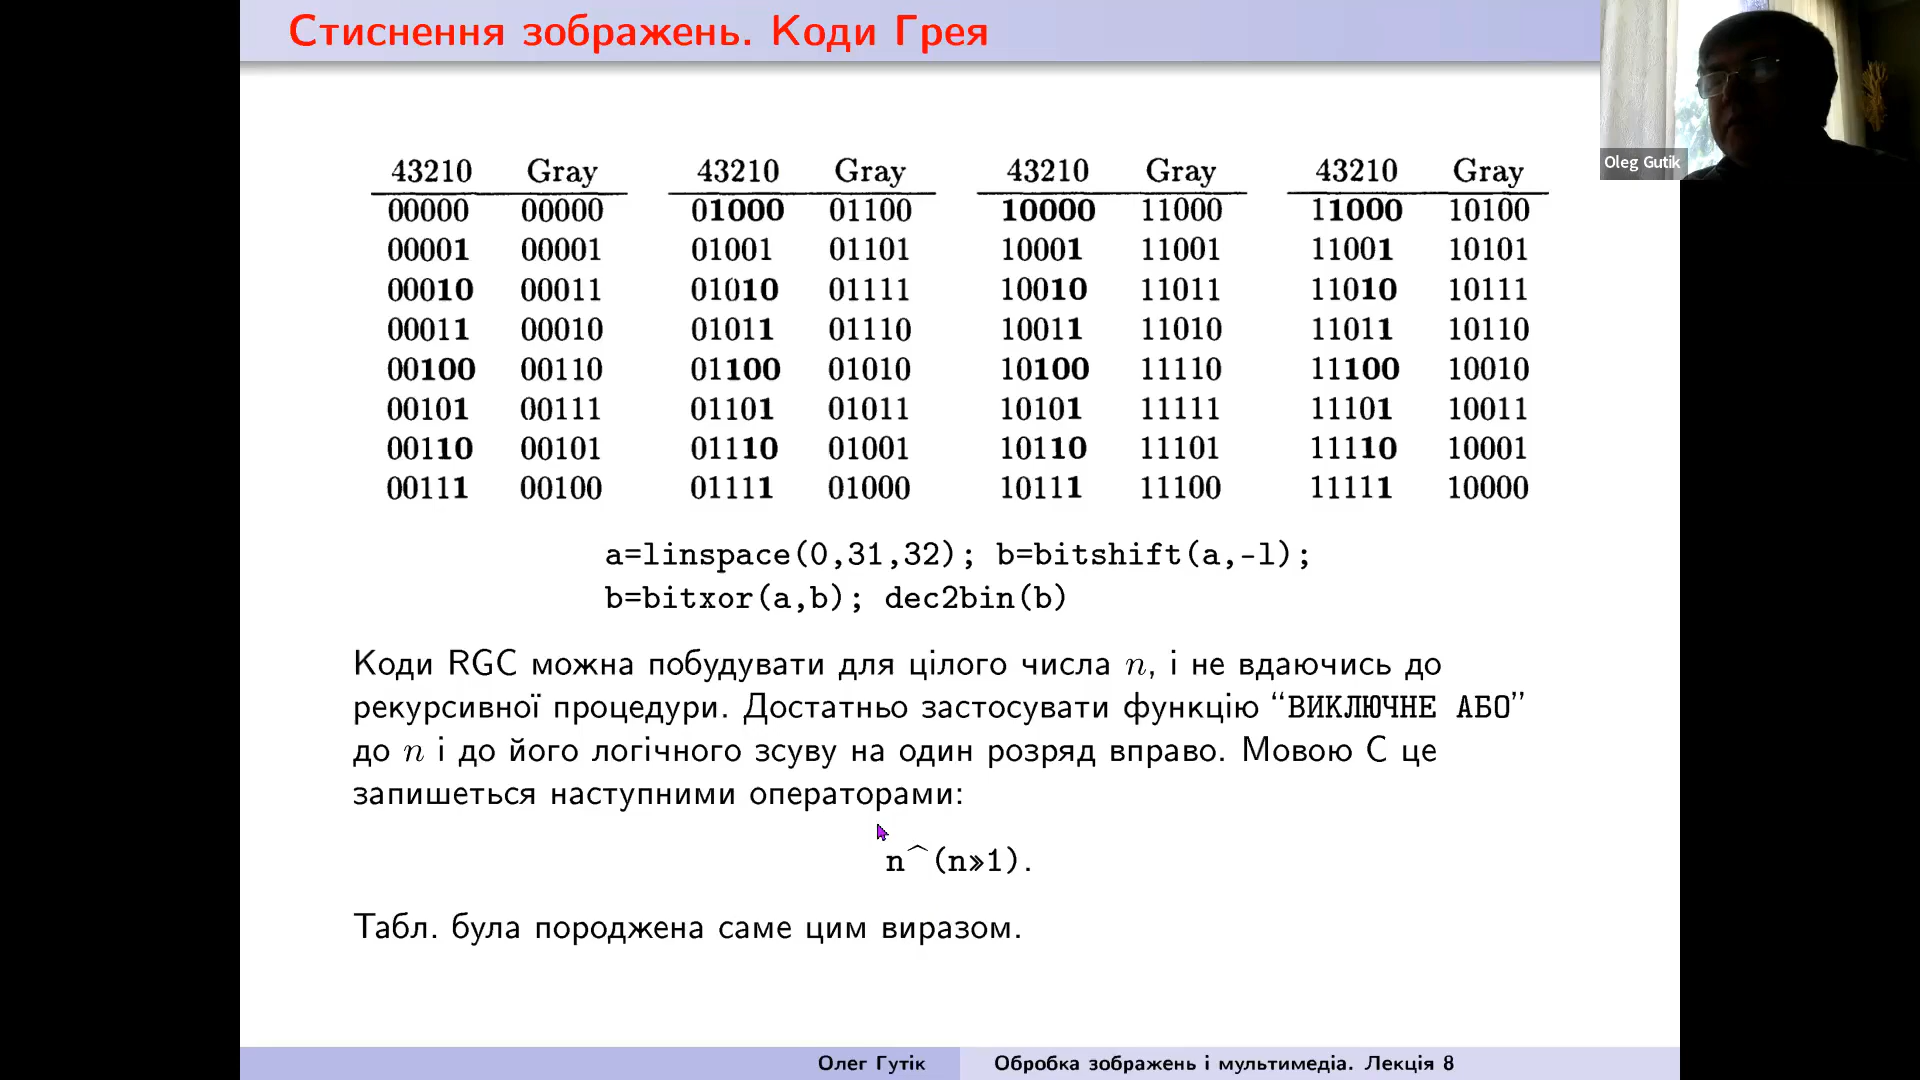 Стиснення зображень. Коди Грея
Oleg Gutik
43210 Gray 43210 Gray 43210 Gray 43210 Gray
00000 00000 01000 01100 10000 11000 11000 10100
00001 00001 01001 01101 10001 11001 11001 10101
00010 00011 01010 01111 10010 11011 11010 10111
00011 00010 01011 01110 10011 11010 11011 10110
00100 00110 01100 01010 10100 11110 11100 10010
00101 00111 01101 01011 10101 11111 11101 10011
00110 00101 01110 01001 10110 11101 11110 10001
00111 00100 01111 01000 10111 11100 11111 10000
a=linspace(0,31,32); b=bitshift(a,-l);
b=bitxor(a,b); dec2bin(b)
Коди RGC можна побудувати для цілого числа n, і не вдаючись до
рекурсивної процедури. Достатньо застосувати функцію “ВИКЛЮЧНЕ АБО”
до n і до його логічного зсуву на один розряд вправо. Мовою C це
запишеться наступними операторами:
n^(n»1).
Табл. була породжена саме цим виразом.
Олег Гутік Обробка зображень і мультимедіа. Лекція 8